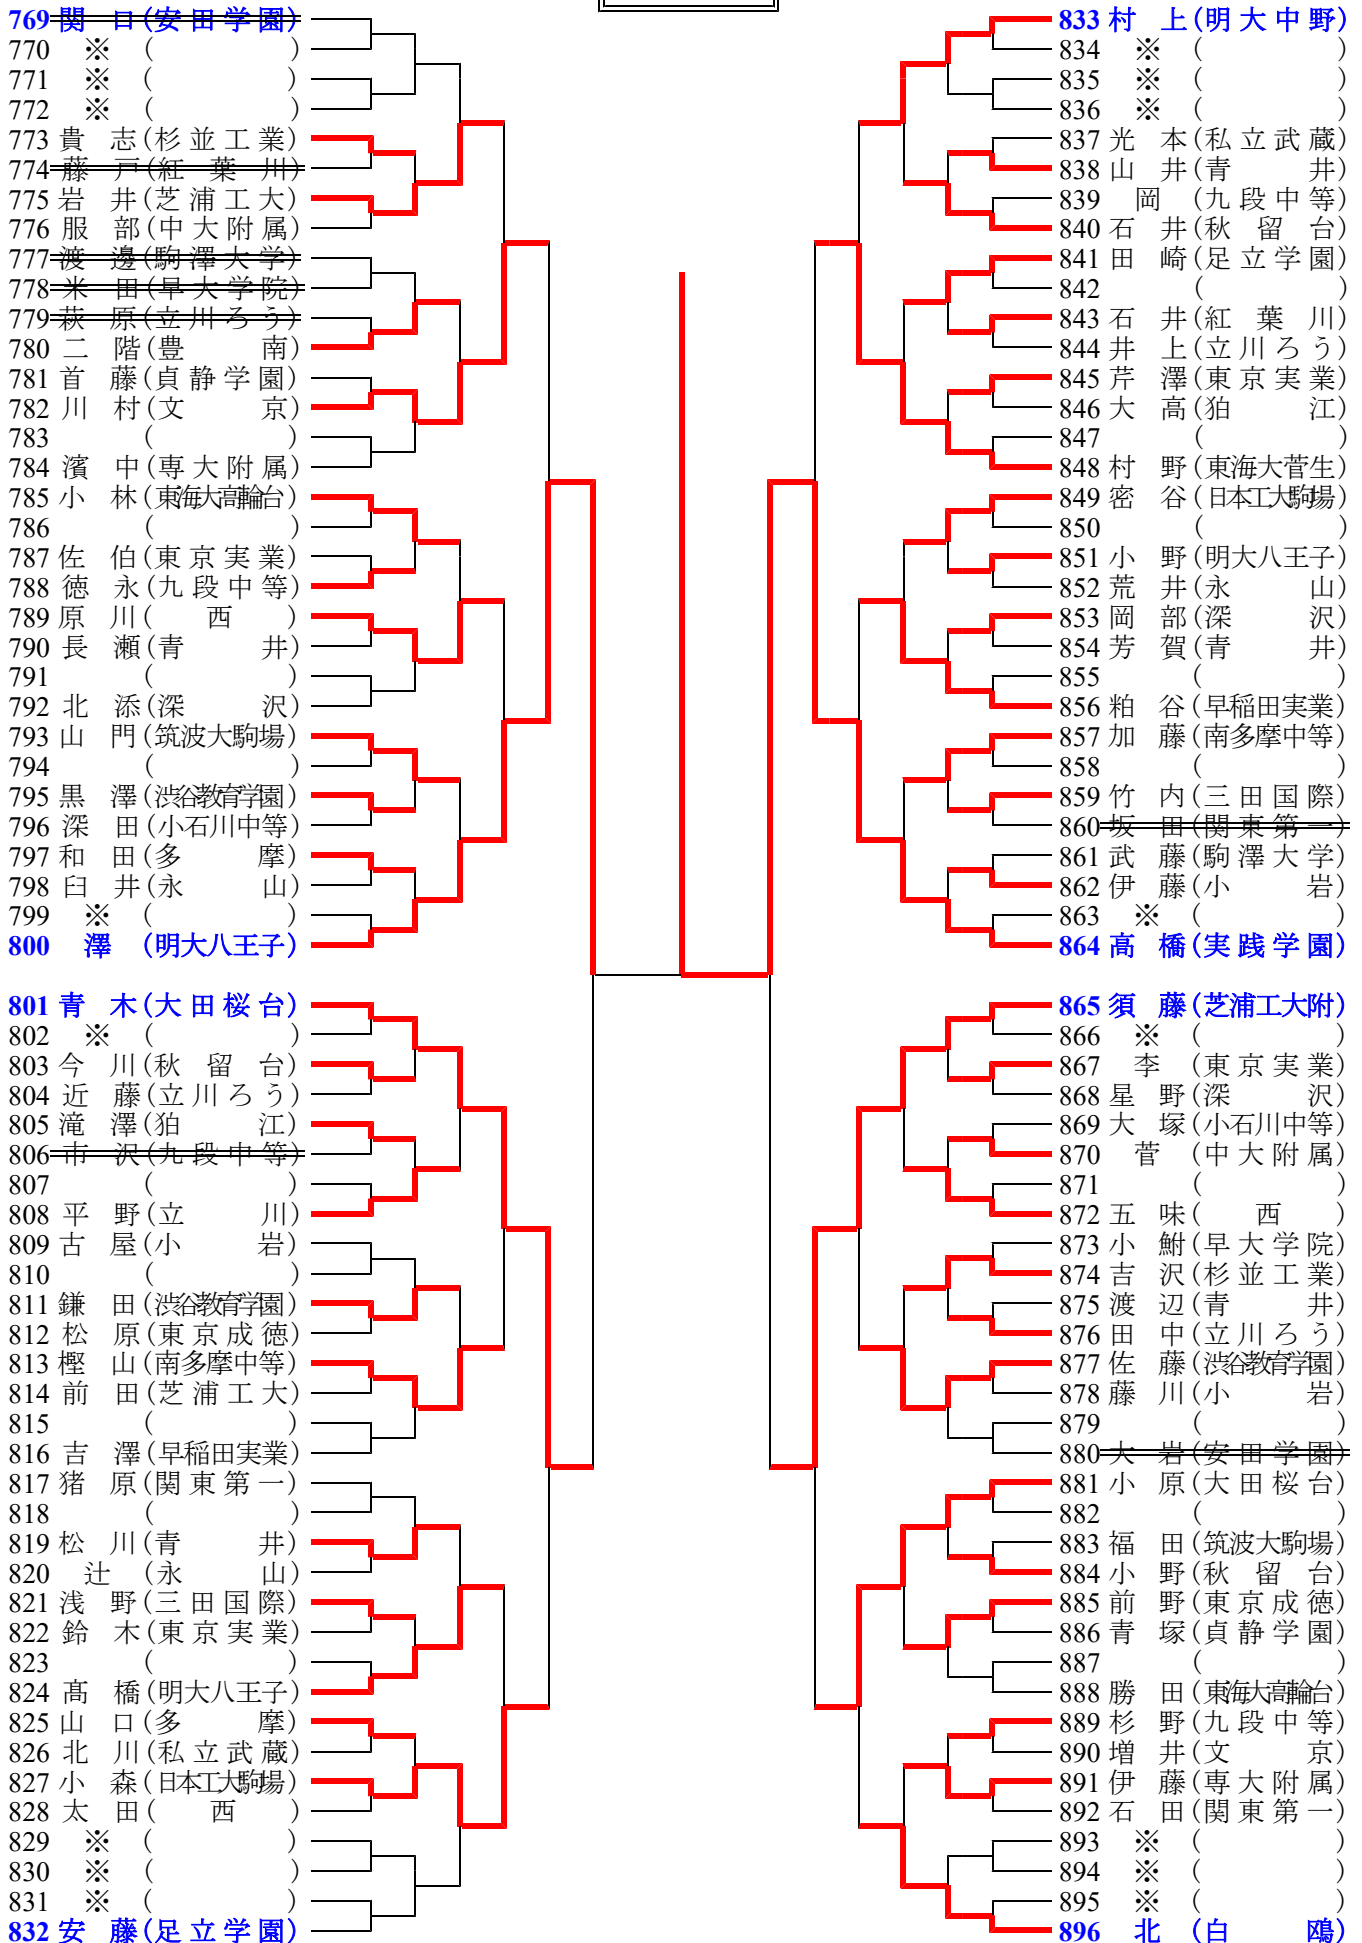 769 関 口 (安田学園)
770 ※ ( )
771 ※ ( )
772 ※ ( )
773 貴 志 (杉並工業)
774 藤 戸 (紅葉川)
775 岩 井 (芝浦工大)
776 服 部 (中大附属)
777 渡 邊 (駒澤大学)
778 米 田 (早大学院)
779 萩 原 (立川ろう)
780 二 階 (豊南)
781 首 藤 (貞静学園)
782 川 村 (文京)
783 ( )
784 濱 中 (専大附属)
785 小 林 (東海大高輪台)
786 ( )
787 佐 伯 (東京実業)
788 徳 永 (九段中等)
789 原 川 (西)
790 長 瀬 (青井)
791 ( )
792 北 添 (深沢)
793 山 門 (筑波大駒場)
794 ( )
795 黒 澤 (渋谷教育学園)
796 深 田 (小石川中等)
797 和 田 (多摩)
798 臼 井 (永山)
799 ※ ( )
800 澤 (明大八王子)
801 青 木 (大田桜台)
802 ※ ( )
803 今 川 (秋留台)
804 近 藤 (立川ろう)
805 滝 澤 (狛江)
806 市 沢 (九段中等)
807 ( )
808 平 野 (立川)
809 古 屋 (小岩)
810 ( )
811 鎌 田 (渋谷教育学園)
812 松 原 (東京成徳)
813 樫 山 (南多摩中等)
814 前 田 (芝浦工大)
815 ( )
816 吉 澤 (早稲田実業)
817 猪 原 (関東第一)
818 ( )
819 松 川 (青井)
820 辻 (永山)
821 浅 野 (三田国際)
822 鈴 木 (東京実業)
823 ( )
824 髙 橋 (明大八王子)
825 山 口 (多摩)
826 北 川 (私立武蔵)
827 小 森 (日本工大駒場)
828 太 田 (西)
829 ※ ( )
830 ※ ( )
831 ※ ( )
832 安 藤 (足立学園)
833 村 上 (明大中野)
834 ※ ( )
835 ※ ( )
836 ※ ( )
837 光 本 (私立武蔵)
838 山 井 (青井)
839 岡 (九段中等)
840 石 井 (秋留台)
841 田 崎 (足立学園)
842 ( )
843 石 井 (紅葉川)
844 井 上 (立川ろう)
845 芹 澤 (東京実業)
846 大 高 (狛江)
847 ( )
848 村 野 (東海大菅生)
849 密 谷 (日本工大駒場)
850 ( )
851 小 野 (明大八王子)
852 荒 井 (永山)
853 岡 部 (深沢)
854 芳 賀 (青井)
855 ( )
856 粕 谷 (早稲田実業)
857 加 藤 (南多摩中等)
858 ( )
859 竹 内 (三田国際)
860 坂 田 (関東第一)
861 武 藤 (駒澤大学)
862 伊 藤 (小岩)
863 ※ ( )
864 高 橋 (実践学園)
865 須 藤 (芝浦工大附)
866 ※ ( )
867 李 (東京実業)
868 星 野 (深沢)
869 大 塚 (小石川中等)
870 菅 (中大附属)
871 ( )
872 五 味 (西)
873 小 鮒 (早大学院)
874 吉 沢 (杉並工業)
875 渡 辺 (青井)
876 田 中 (立川ろう)
877 佐 藤 (渋谷教育学園)
878 藤 川 (小岩)
879 ( )
880 大 岩 (安田学園)
881 小 原 (大田桜台)
882 ( )
883 福 田 (筑波大駒場)
884 小 野 (秋留台)
885 前 野 (東京成徳)
886 青 塚 (貞静学園)
887 ( )
888 勝 田 (東海大高輪台)
889 杉 野 (九段中等)
890 増 井 (文京)
891 伊 藤 (専大附属)
892 石 田 (関東第一)
893 ※ ( )
894 ※ ( )
895 ※ ( )
896 北 (白鴎)